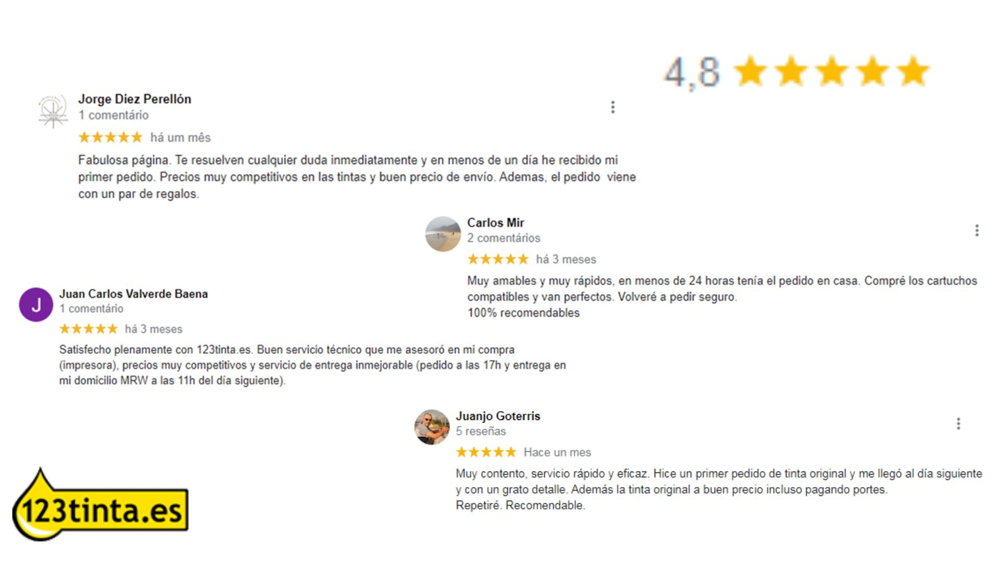 4,8
Jorge Diez Perellón
1 comentário
há um mês
Fabulosa página. Te resuelven cualquier duda inmediatamente y en menos de un día he recibido mi
primer pedido. Precios muy competitivos en las tintas y buen precio de envío. Ademas, el pedido  viene
con un par de regalos.
Carlos Mir
2 comentários
há 3 meses
Muy amables y muy rápidos, en menos de 24 horas tenía el pedido en casa. Compré los cartuchos
compatibles y van perfectos. Volveré a pedir seguro.
100% recomendables
J
Juan Carlos Valverde Baena
1 comentário
há 3 meses
Satisfecho plenamente con 123tinta.es. Buen servicio técnico que me asesoró en mi compra
(impresora), precios muy competitivos y servicio de entrega inmejorable (pedido a las 17h y entrega en
mi domicilio MRW a las 11h del día siguiente).
Juanjo Goterris
5 reseñas
Hace un mes
Muy contento, servicio rápido y eficaz. Hice un primer pedido de tinta original y me llegó al día siguiente
y con un grato detalle. Además la tinta original a buen precio incluso pagando portes.
Repetiré. Recomendable.
123tinta.es